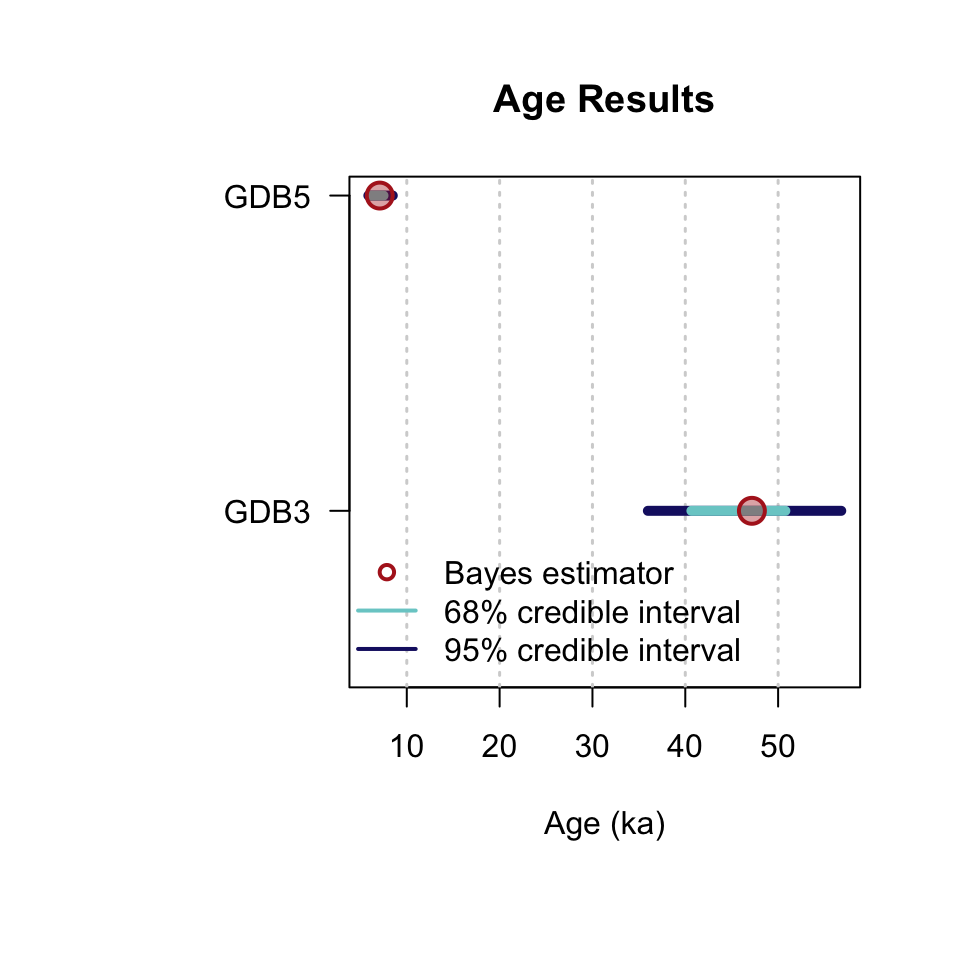 Age Results
GDB5
GDB3
Bayes estimator
68% credible interval
95% credible interval
10 20 30 40 50
Age (ka)